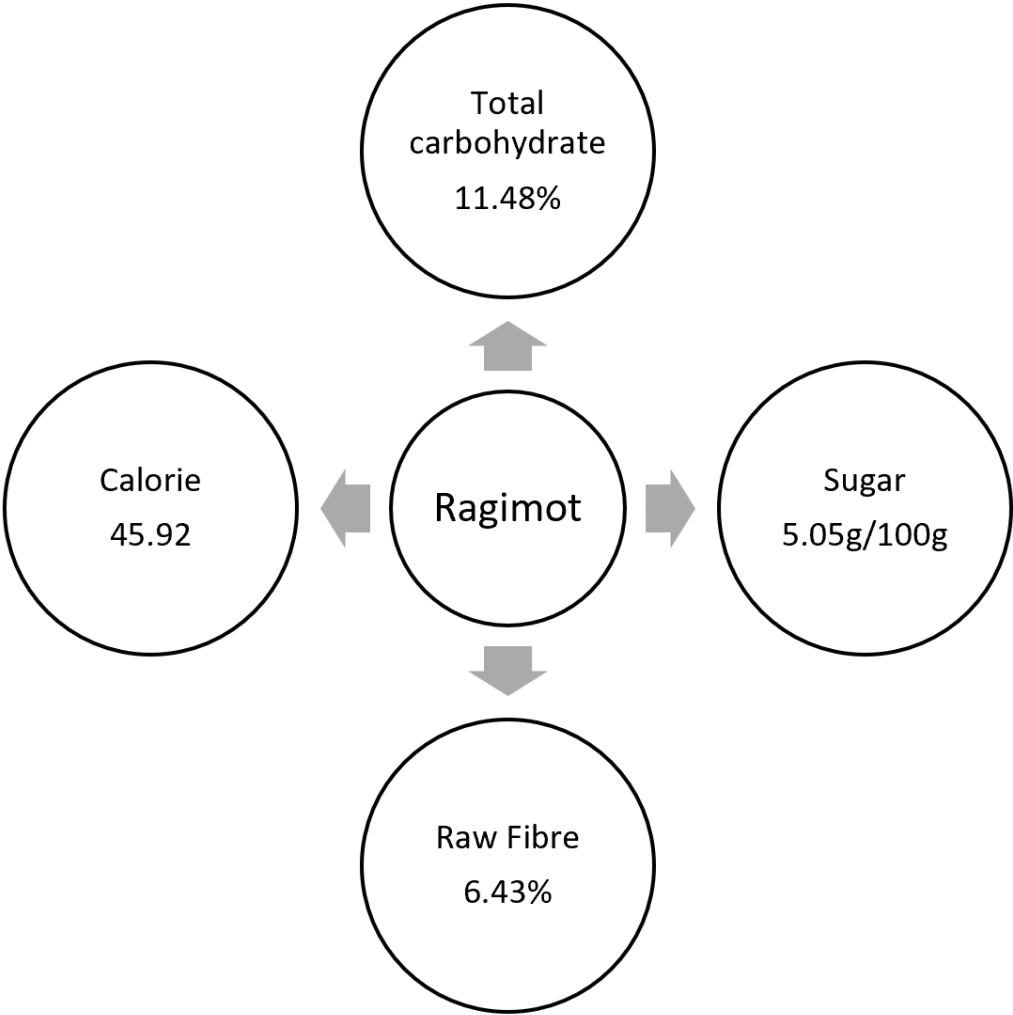 Total
carbohydrate
11.48%
Calorie
45.92
Ragimot
Sugar
5.05g/100g
Raw Fibre
6.43%